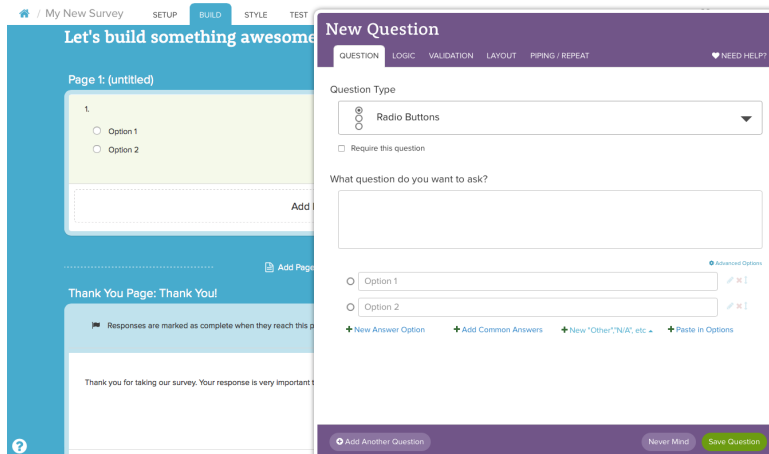 / My New Survey SETUP BUILD STYLE TEST
Let's build something awesome
Page 1: (untitled)
1.
Option 1
Option 2
Add
Add Page
Thank You Page: Thank You!
Responses are marked as complete when they reach this p
Thank you for taking our survey. Your response is very important t
?
New Question
QUESTION LOGIC VALIDATION LAYOUT PIPING / REPEAT NEED HELP?
Question Type
Radio Buttons
Require this question
What question do you want to ask?
Advanced Options
Option 1
Option 2
New Answer Option Add Common Answers New "Other","N/A", etc Paste in Options
Add Another Question Never Mind Save Question